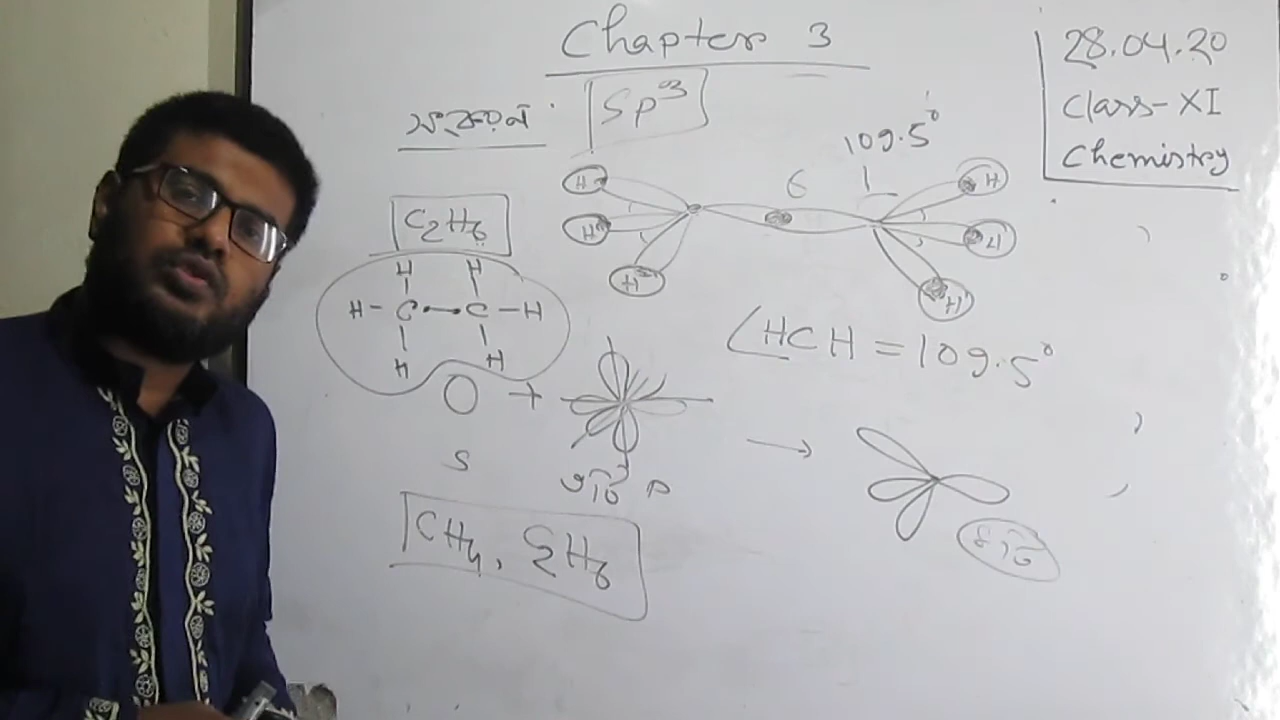 Chapter 3
28.04.20
Class-XI
Chemistry
সংকরণ
Sp³
109.5°
C₂H₆
H H H
H H H
H H
H-C-C-H
H H
∠HCH = 109.5°
+
S
৩টি P
→
CH₄, C₂H₆